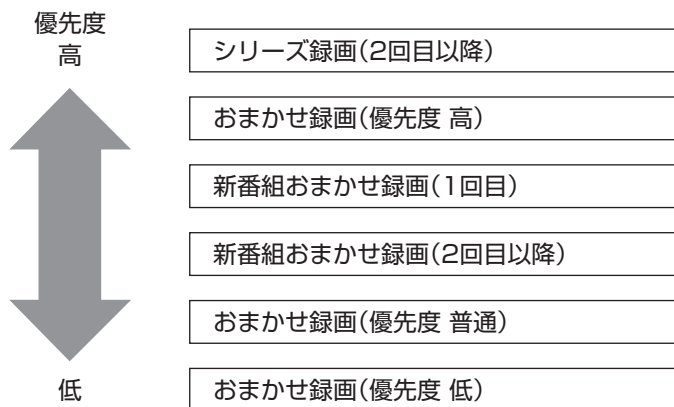 優先度
高
シリーズ録画(2回目以降)
おまかせ録画(優先度 高)
新番組おまかせ録画(1回目)
新番組おまかせ録画(2回目以降)
おまかせ録画(優先度 普通)
低
おまかせ録画(優先度 低)